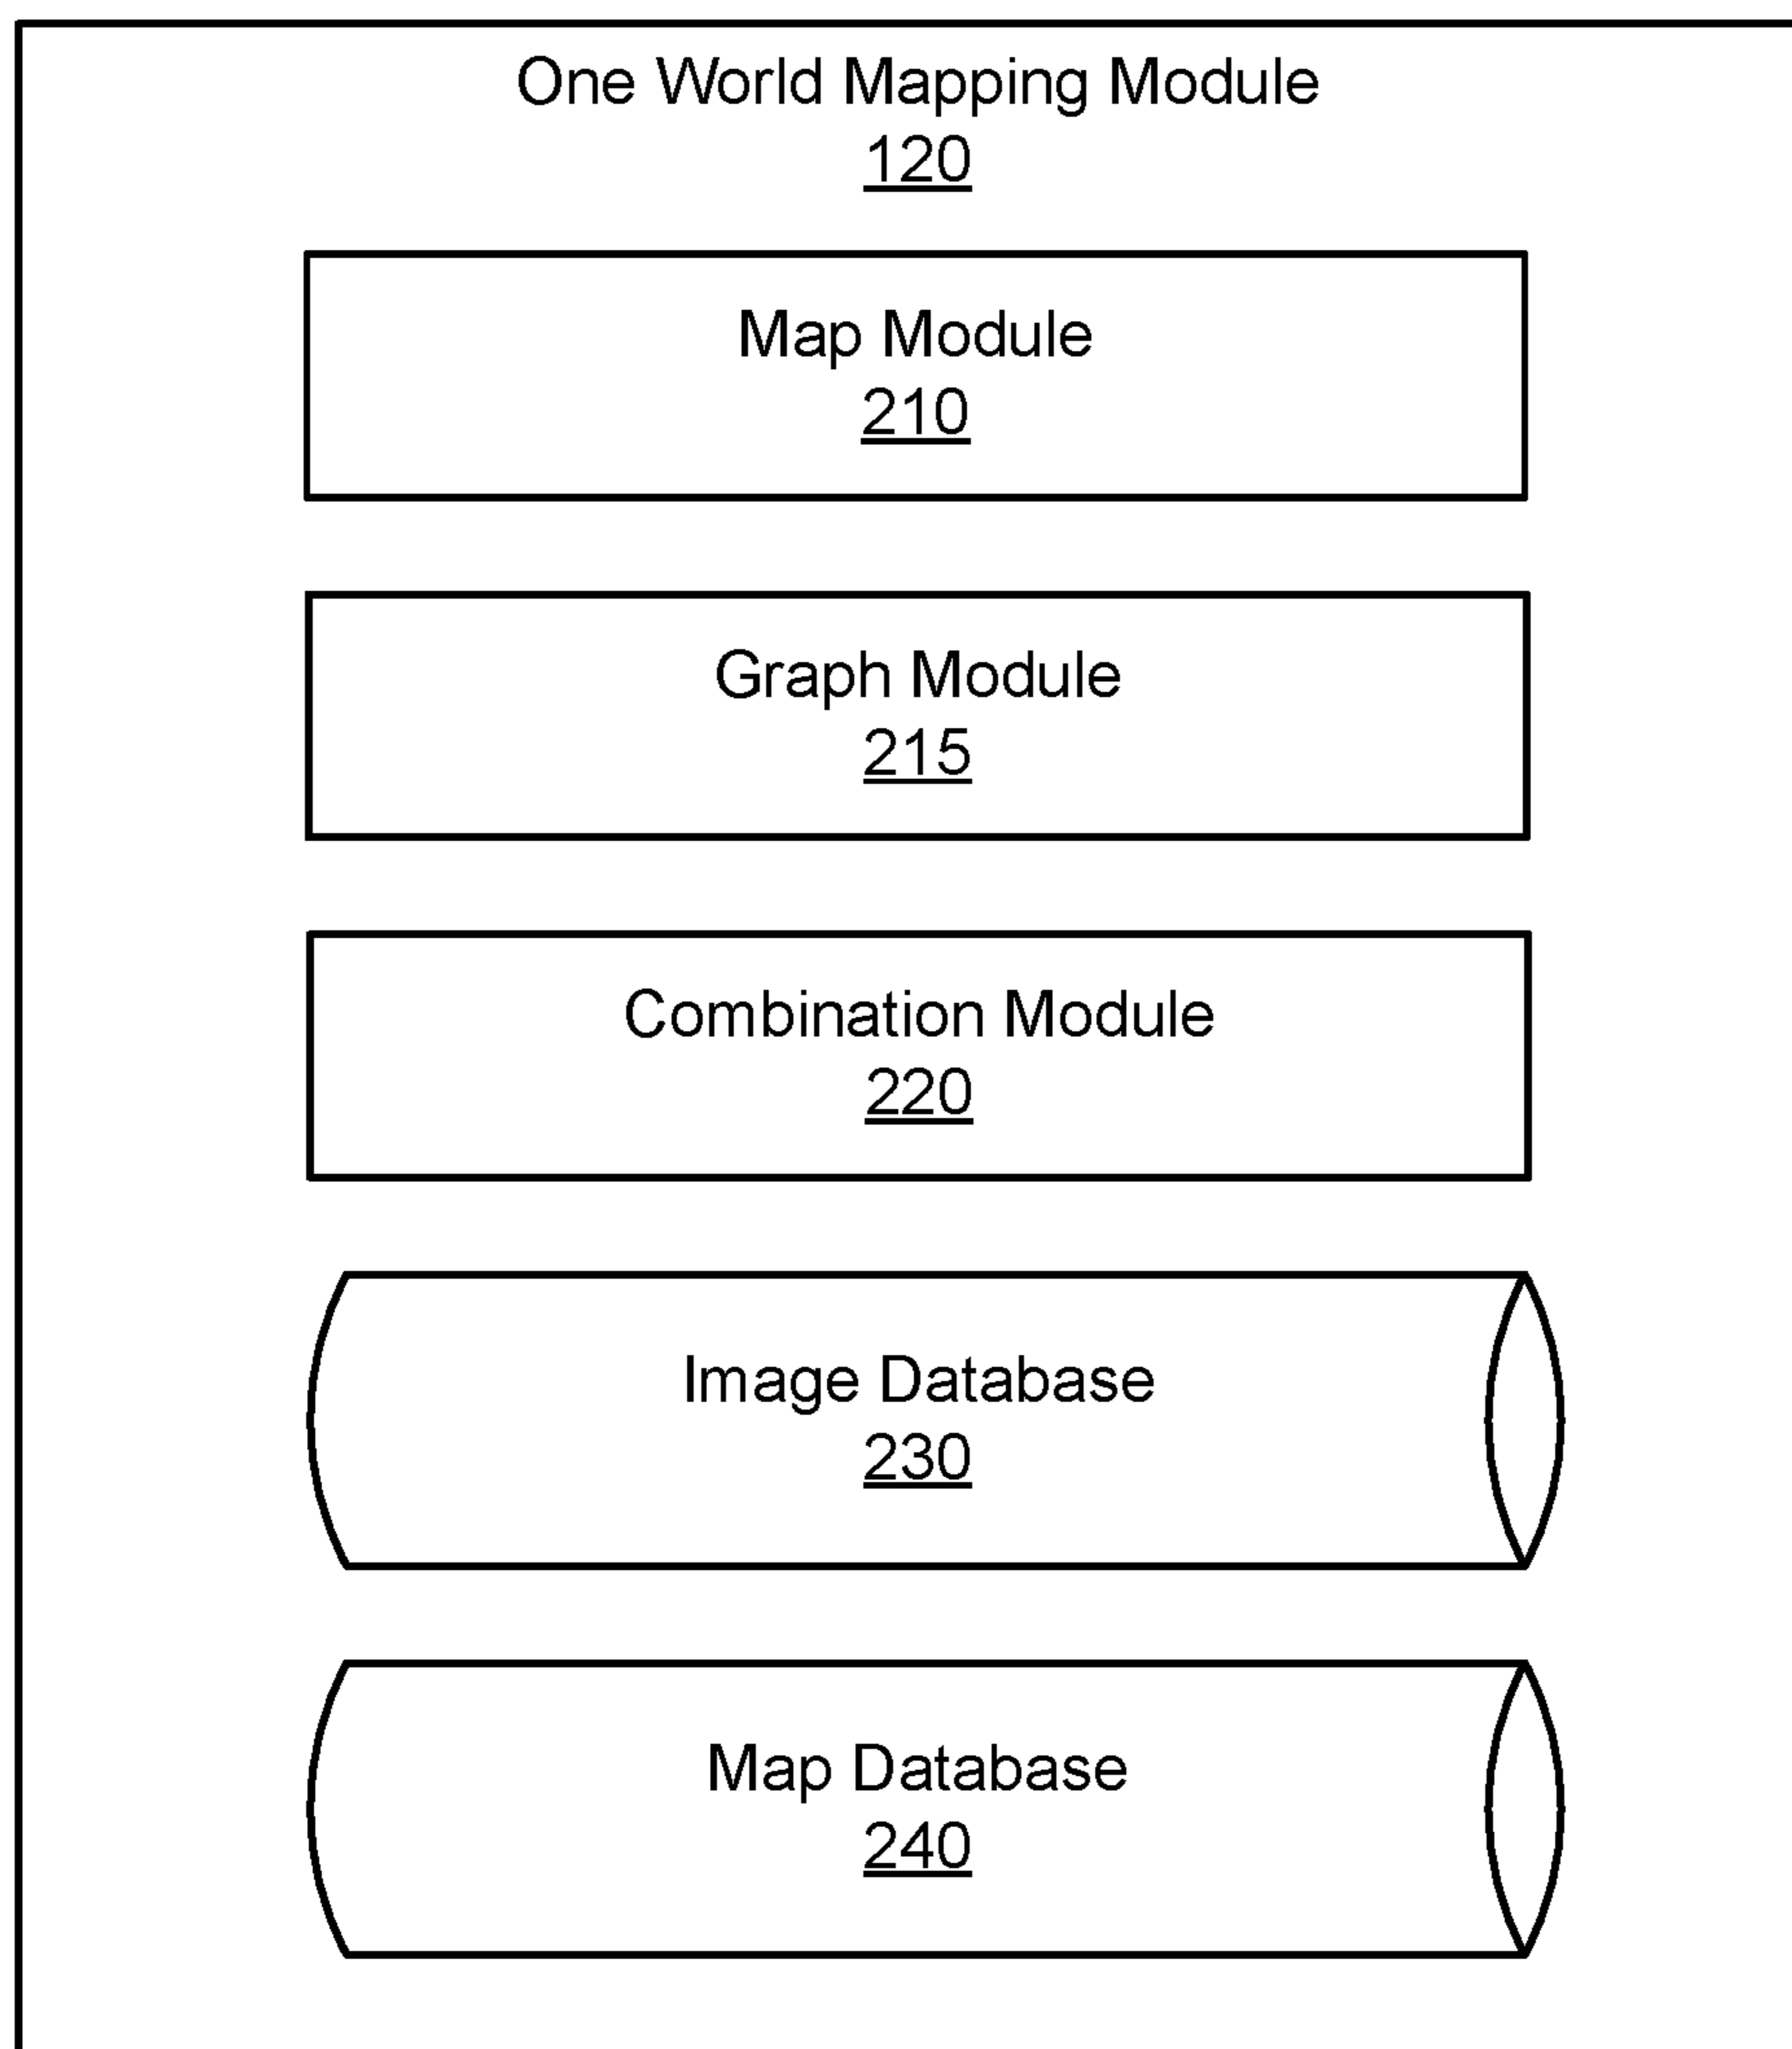 One World Mapping Module
120
Map Module
210
Graph Module
215
Combination Module
220
Image Database
230
Map Database
240